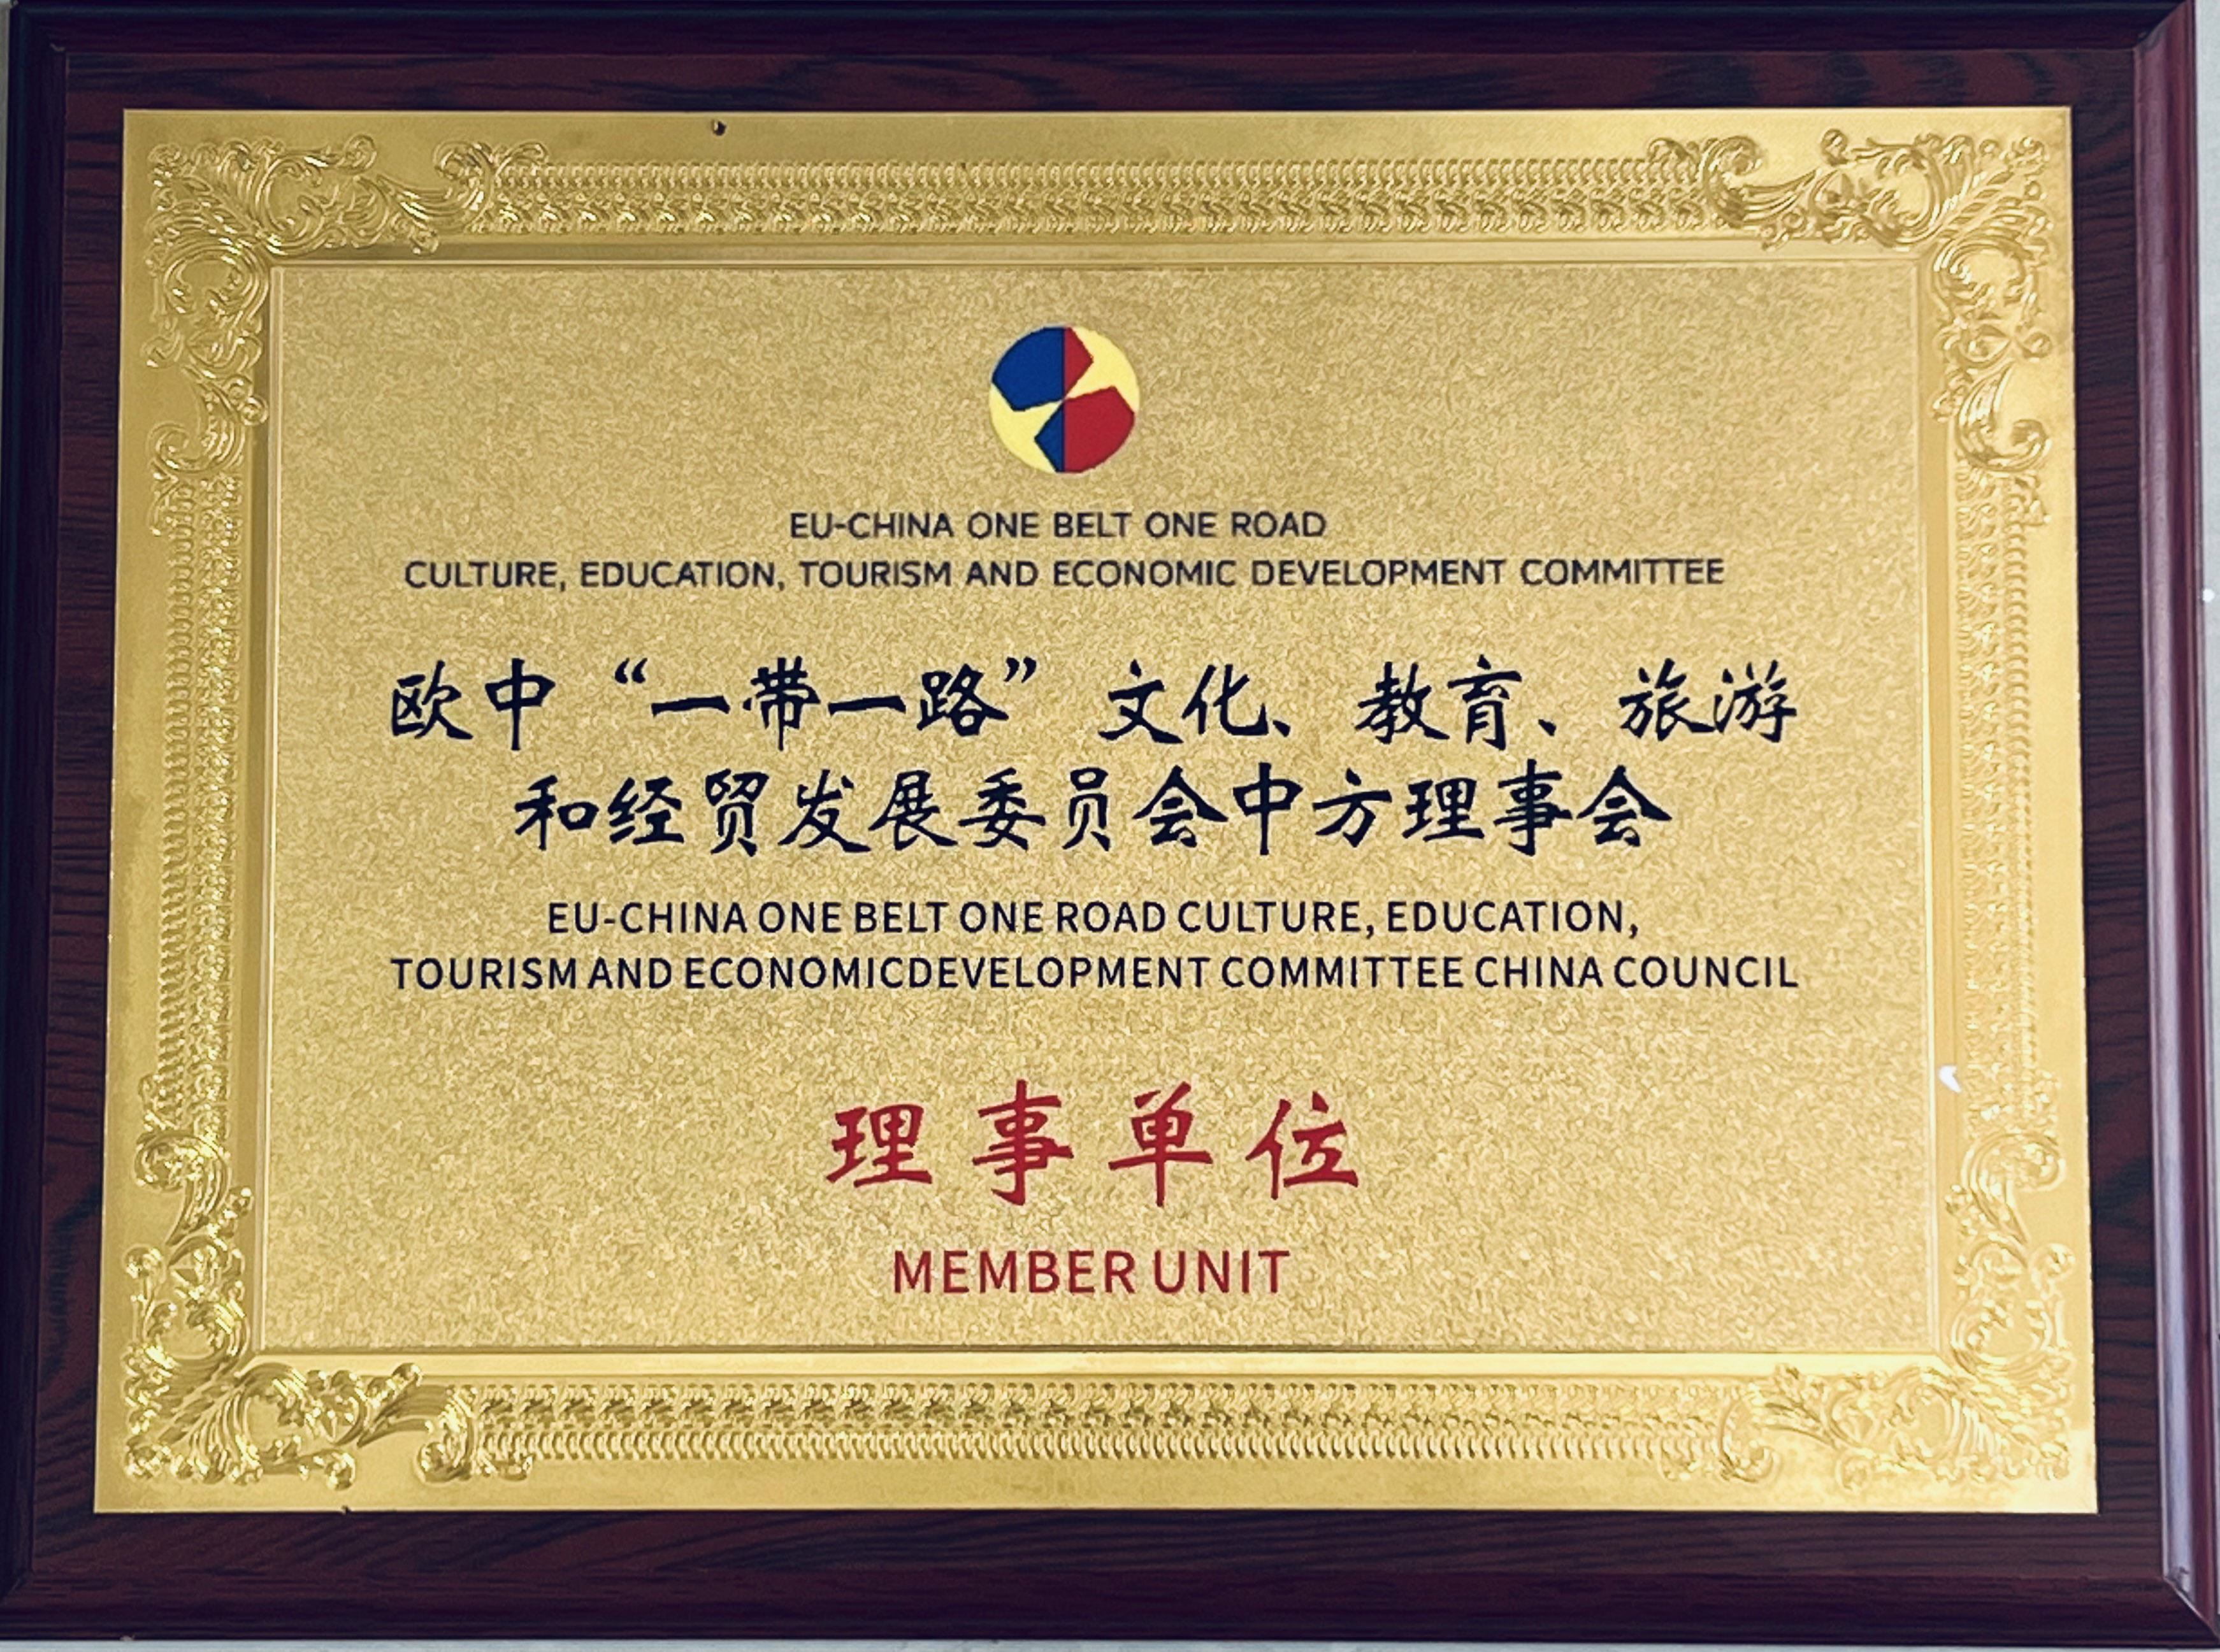 EU-CHINA ONE BELT ONE ROAD
CULTURE, EDUCATION, TOURISM AND ECONOMIC DEVELOPMENT COMMITTEE
欧中“一带一路”文化、教育、旅游
和经贸发展委员会中方理事会
EU-CHINA ONE BELT ONE ROAD CULTURE, EDUCATION,
TOURISM AND ECONOMICDEVELOPMENT COMMITTEE CHINA COUNCIL
理事单位
MEMBER UNIT